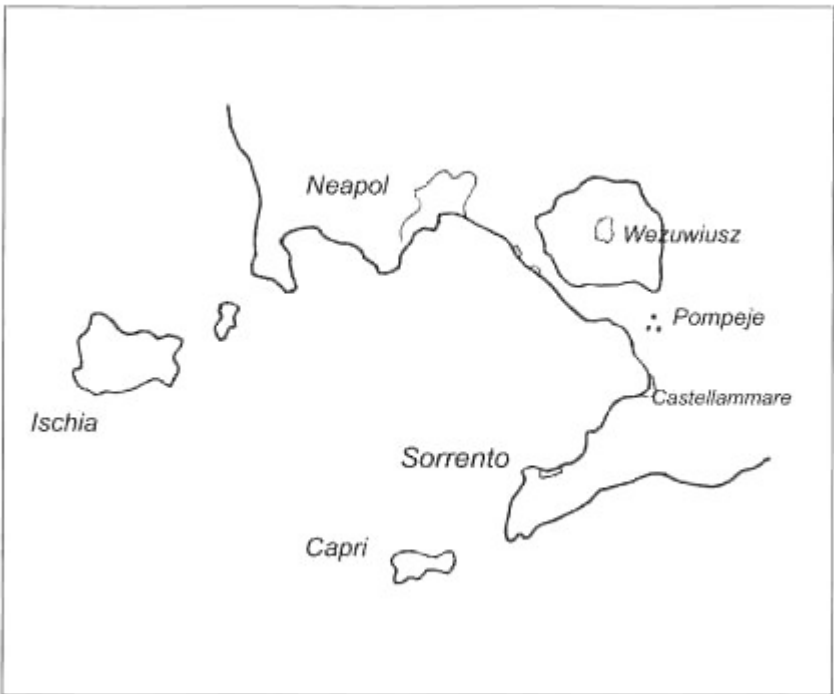 Neapol
Wezuwiusz
Pompeje
Castellammare
Ischia
Sorrento
Capri